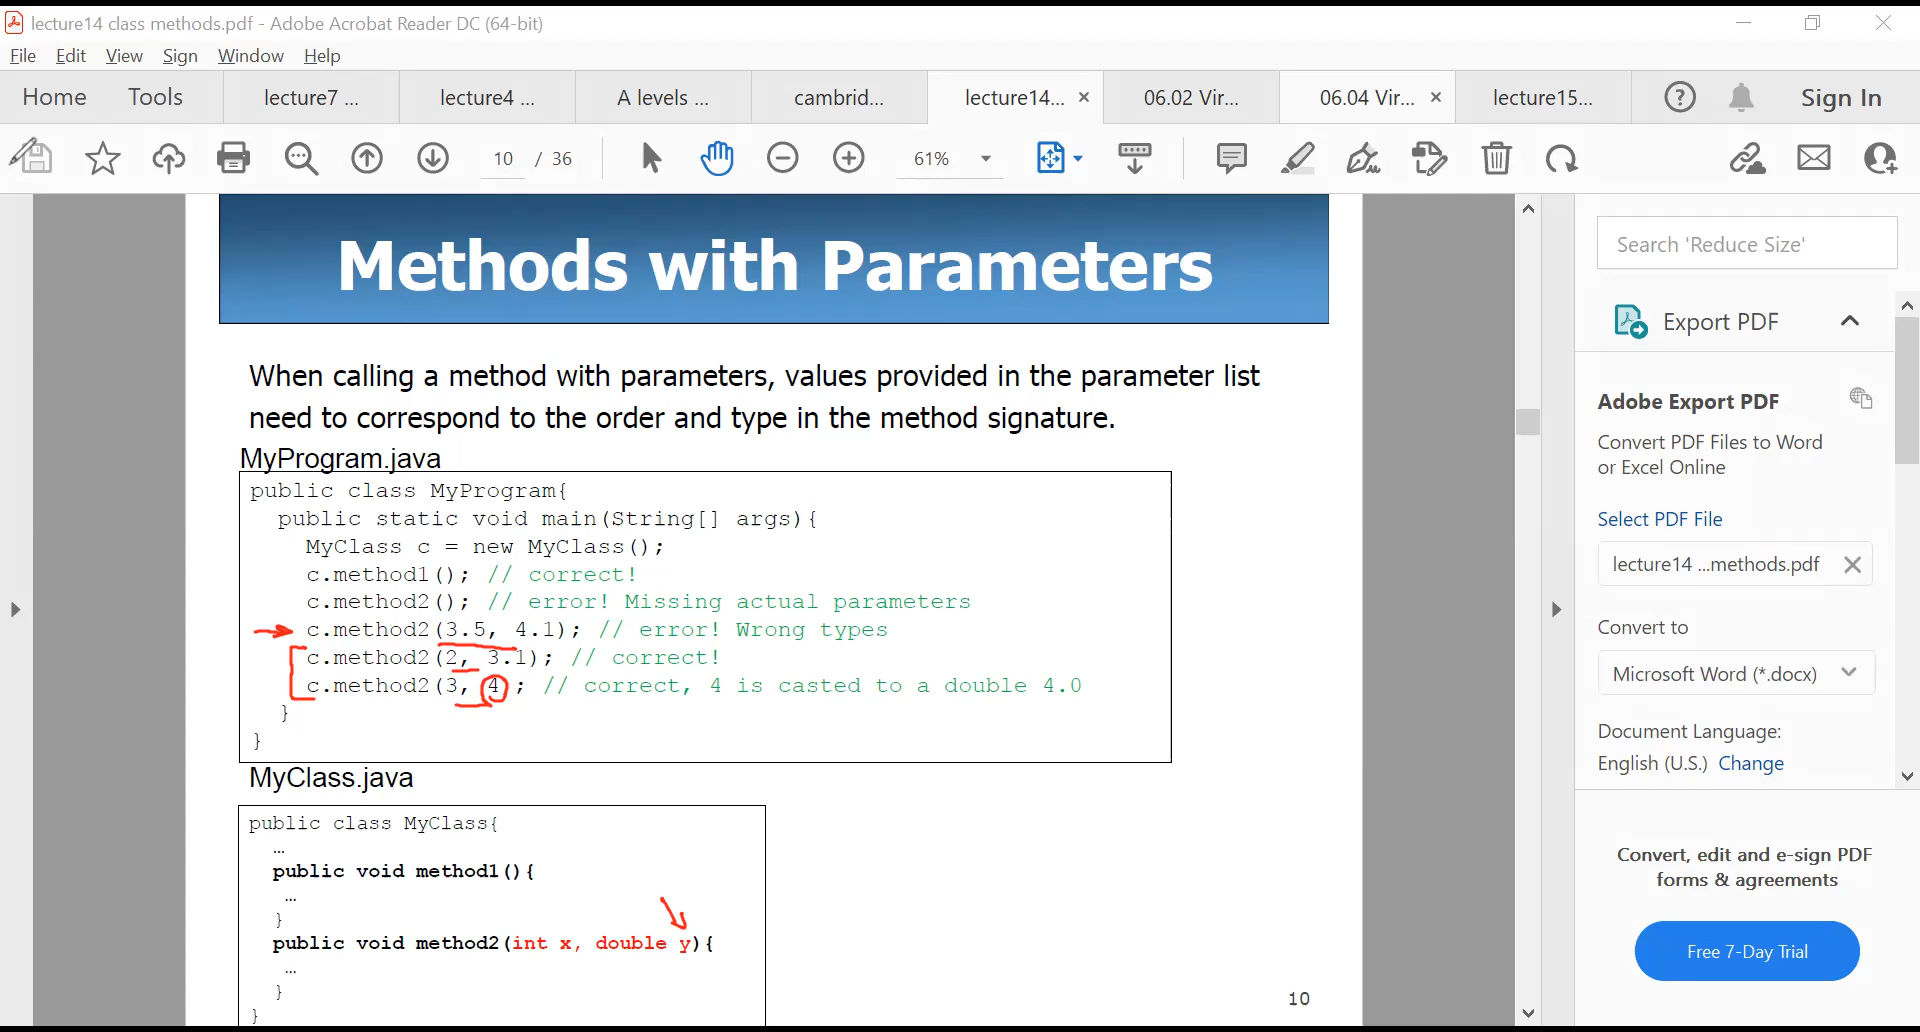 lecture14 class methods.pdf - Adobe Acrobat Reader DC (64-bit)
File Edit View Sign Window Help
Home Tools lecture7 ... lecture4 ... A levels ... cambrid... lecture14... × 06.02 Vir... 06.04 Vir... × lecture15... ? Sign In
10 / 36 61%
Methods with Parameters
When calling a method with parameters, values provided in the parameter list
need to correspond to the order and type in the method signature.
MyProgram.java
public class MyProgram{
public static void main(String[] args){
MyClass c = new MyClass();
c.method1(); // correct!
c.method2(); // error! Missing actual parameters
c.method2(3.5, 4.1); // error! Wrong types
c.method2(2, 3.1); // correct!
c.method2(3, 4 ; // correct, 4 is casted to a double 4.0
}
}
MyClass.java
public class MyClass{
…
public void method1(){
…
}
public void method2(int x, double y){
…
}
}
10
Search 'Reduce Size'
Export PDF
Adobe Export PDF
Convert PDF Files to Word
or Excel Online
Select PDF File
lecture14 ...methods.pdf
Convert to
Microsoft Word (*.docx)
Document Language:
English (U.S.) Change
Convert, edit and e-sign PDF
forms & agreements
Free 7-Day Trial